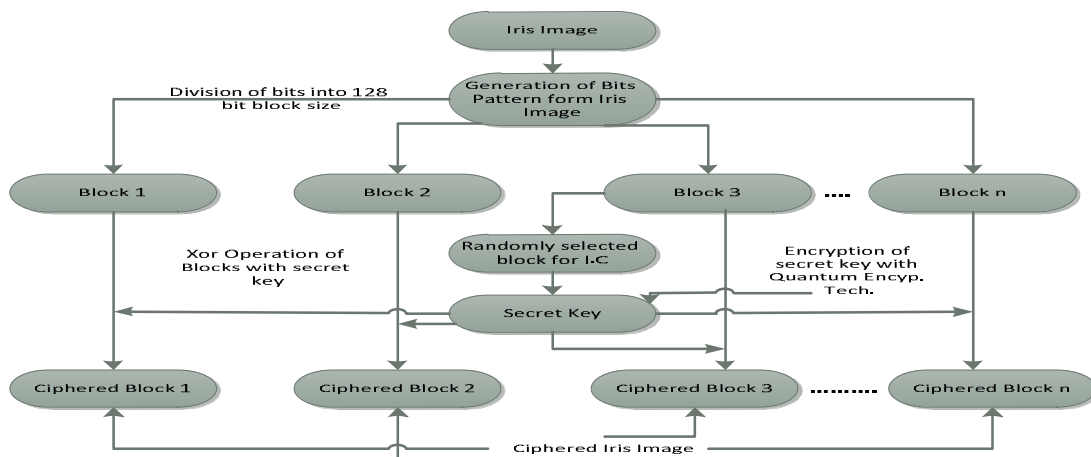 Iris Image
Generation of Bits
Pattern form Iris
Image
Division of bits into 128
bit block size
Block 1
Block 2
Block 3
.....
Block n
Randomly selected
block for I.C
Xor Operation of
Blocks with secret
key
Encryption of
secret key with
Quantum Encyp.
Tech.
Secret Key
Ciphered Block 1
Ciphered Block 2
Ciphered Block 3
..........
Ciphered Block n
Ciphered Iris Image